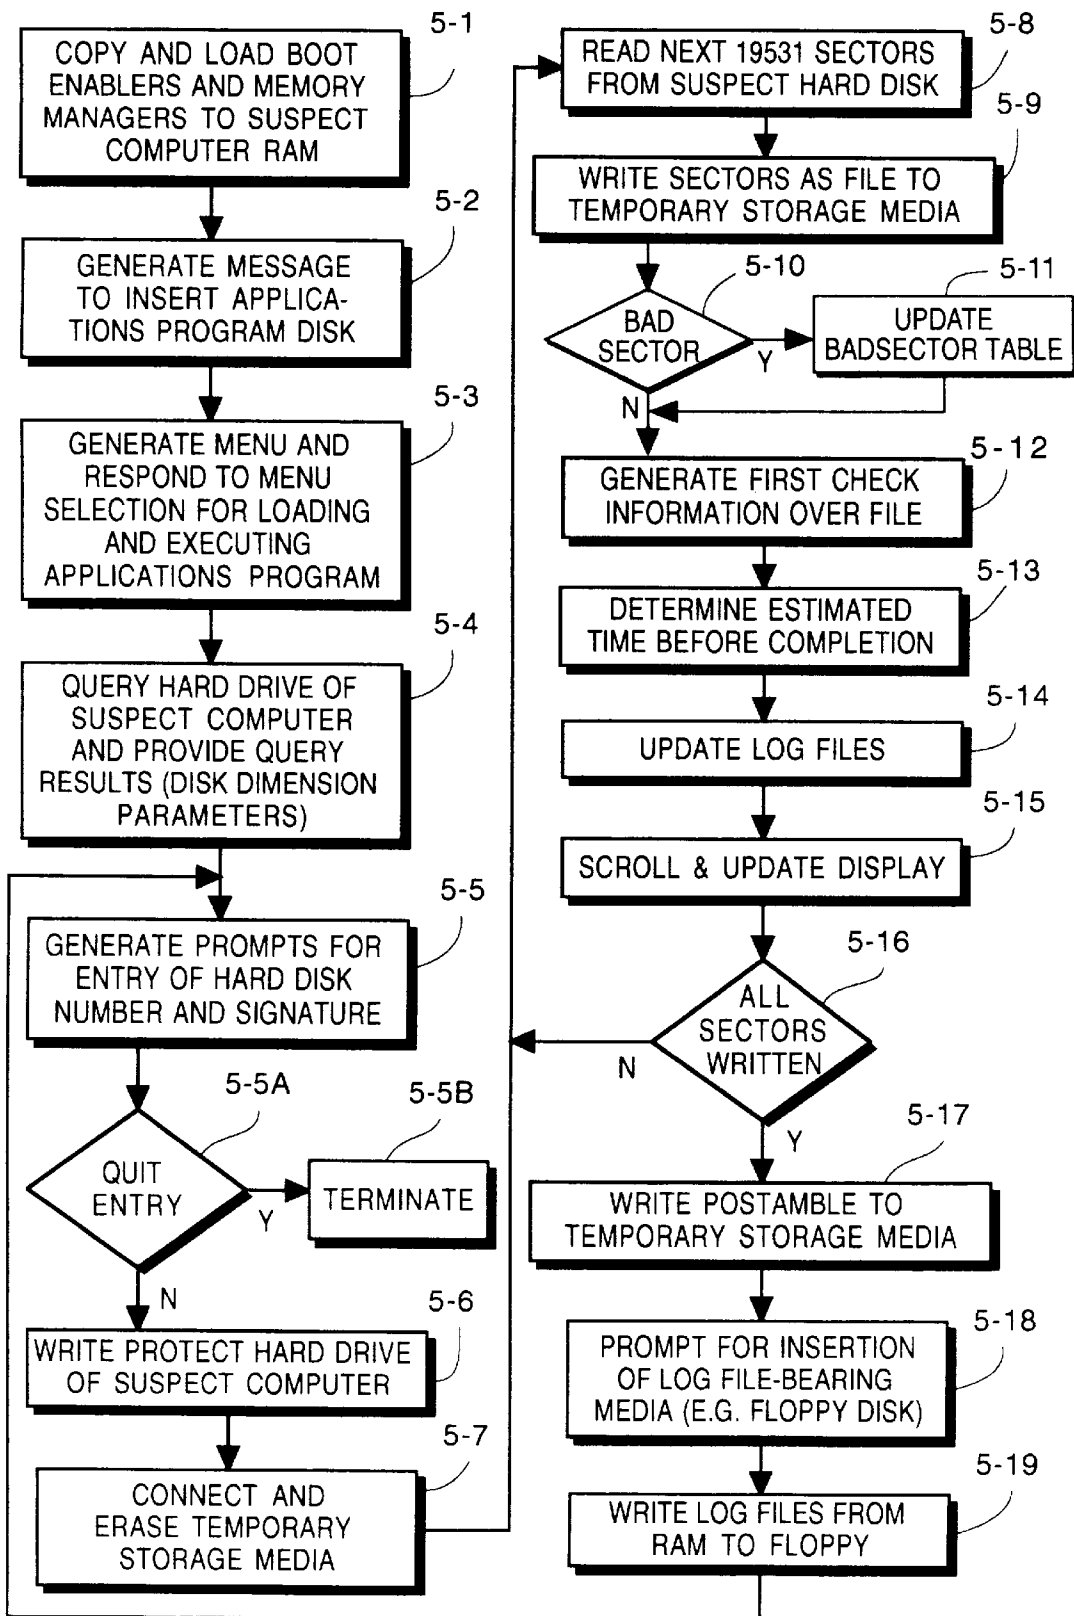 5-1
COPY AND LOAD BOOT
ENABLERS AND MEMORY
MANAGERS TO SUSPECT
COMPUTER RAM
5-2
GENERATE MESSAGE
TO INSERT APPLICA-
TIONS PROGRAM DISK
5-3
GENERATE MENU AND
RESPOND TO MENU
SELECTION FOR LOADING
AND EXECUTING
APPLICATIONS PROGRAM
5-4
QUERY HARD DRIVE OF
SUSPECT COMPUTER
AND PROVIDE QUERY
RESULTS (DISK DIMENSION
PARAMETERS)
5-5
GENERATE PROMPTS FOR
ENTRY OF HARD DISK
NUMBER AND SIGNATURE
5-5A
QUIT
ENTRY
Y
5-5B
TERMINATE
N
5-6
WRITE PROTECT HARD DRIVE
OF SUSPECT COMPUTER
5-7
CONNECT AND
ERASE TEMPORARY
STORAGE MEDIA
5-8
READ NEXT 19531 SECTORS
FROM SUSPECT HARD DISK
5-9
WRITE SECTORS AS FILE TO
TEMPORARY STORAGE MEDIA
5-10
BAD
SECTOR
Y
5-11
UPDATE
BADSECTOR TABLE
N
5-12
GENERATE FIRST CHECK
INFORMATION OVER FILE
5-13
DETERMINE ESTIMATED
TIME BEFORE COMPLETION
5-14
UPDATE LOG FILES
5-15
SCROLL & UPDATE DISPLAY
5-16
ALL
SECTORS
WRITTEN
N
Y
5-17
WRITE POSTAMBLE TO
TEMPORARY STORAGE MEDIA
5-18
PROMPT FOR INSERTION
OF LOG FILE-BEARING
MEDIA (E.G. FLOPPY DISK)
5-19
WRITE LOG FILES FROM
RAM TO FLOPPY